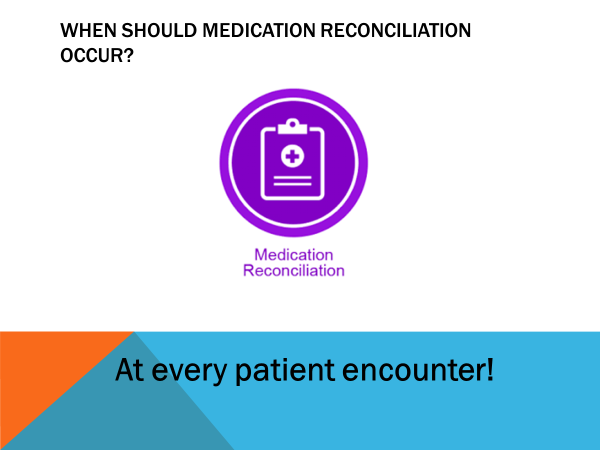 WHEN SHOULD MEDICATION RECONCILIATION
OCCUR?
Medication
Reconciliation
At every patient encounter!